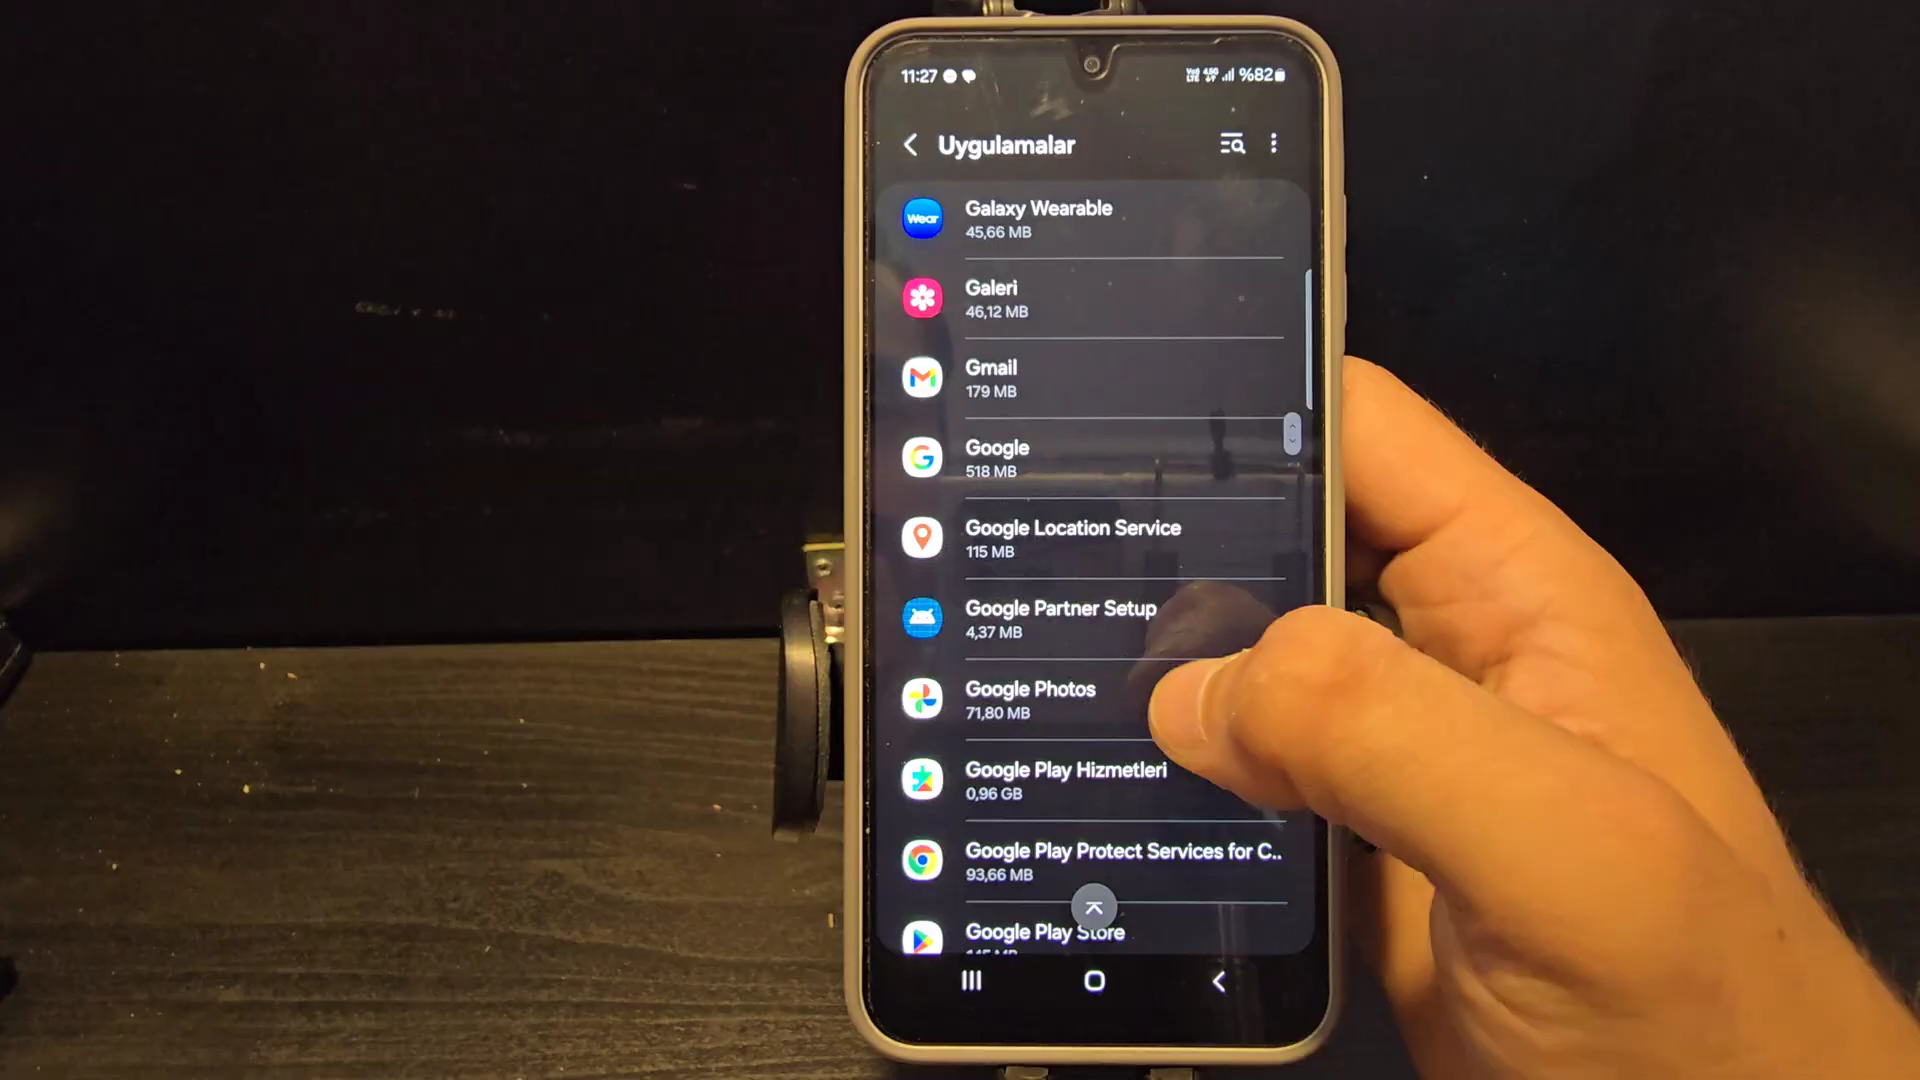 11:27 %82
Uygulamalar
Wear
Galaxy Wearable
45,66 MB
Galeri
46,12 MB
Gmail
179 MB
Google
518 MB
Google Location Service
115 MB
Google Partner Setup
4,37 MB
Google Photos
71,80 MB
Google Play Hizmetleri
0,96 GB
Google Play Protect Services for C..
93,66 MB
Google Play Store